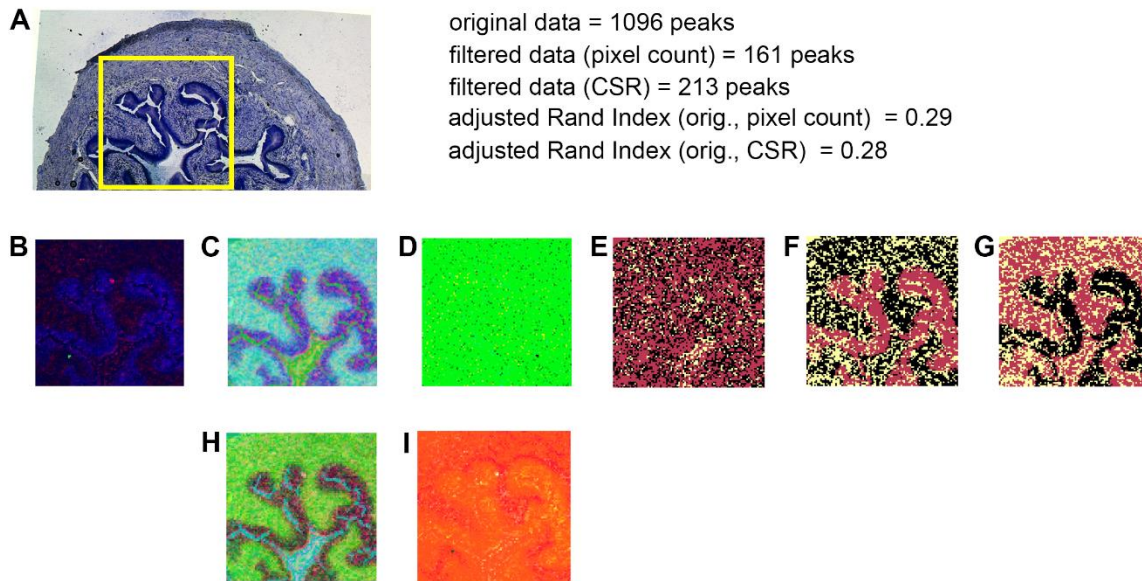 A
original data = 1096 peaks
filtered data (pixel count) = 161 peaks
filtered data (CSR) = 213 peaks
adjusted Rand Index (orig., pixel count)  = 0.29
adjusted Rand Index (orig., CSR)  = 0.28
B C D E F G
H I